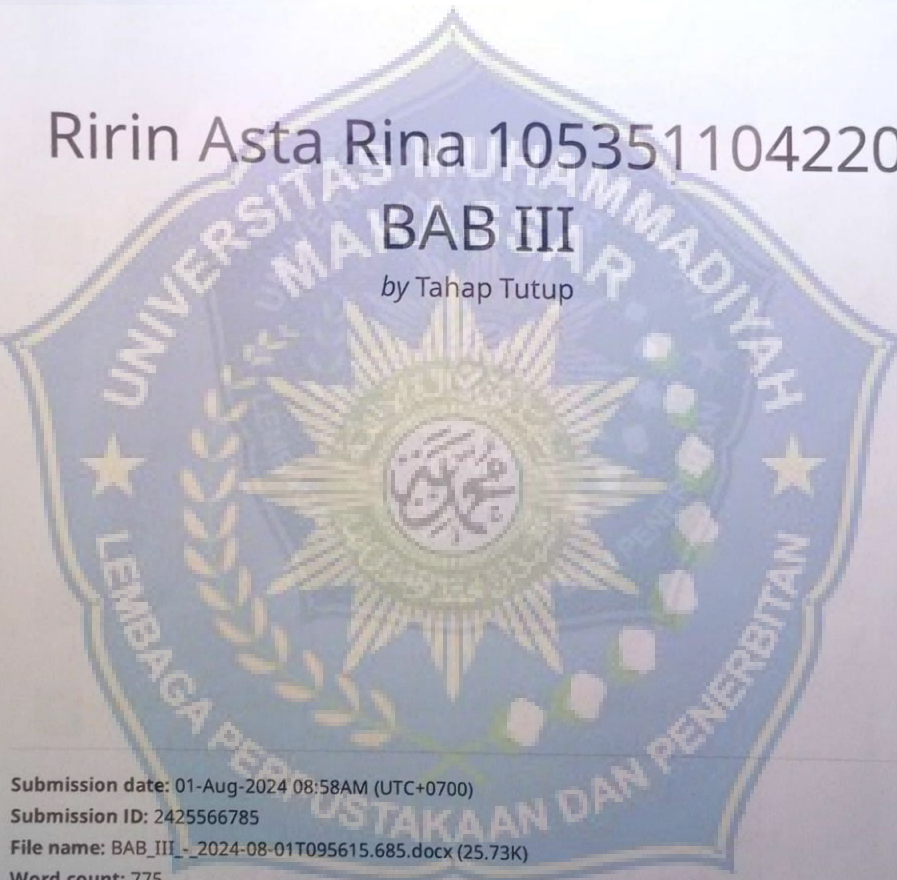 Ririn Asta Rina 105351104220
BAB III
by Tahap Tutup
UNIVERSITAS MUHAMMADIYAH
MAKASSAR
محمد
LEMBAGA PERPUSTAKAAN DAN PENERBITAN
Submission date: 01-Aug-2024 08:58AM (UTC+0700)
Submission ID: 2425566785
File name: BAB_III_-_2024-08-01T095615.685.docx (25.73K)
Word count: 775